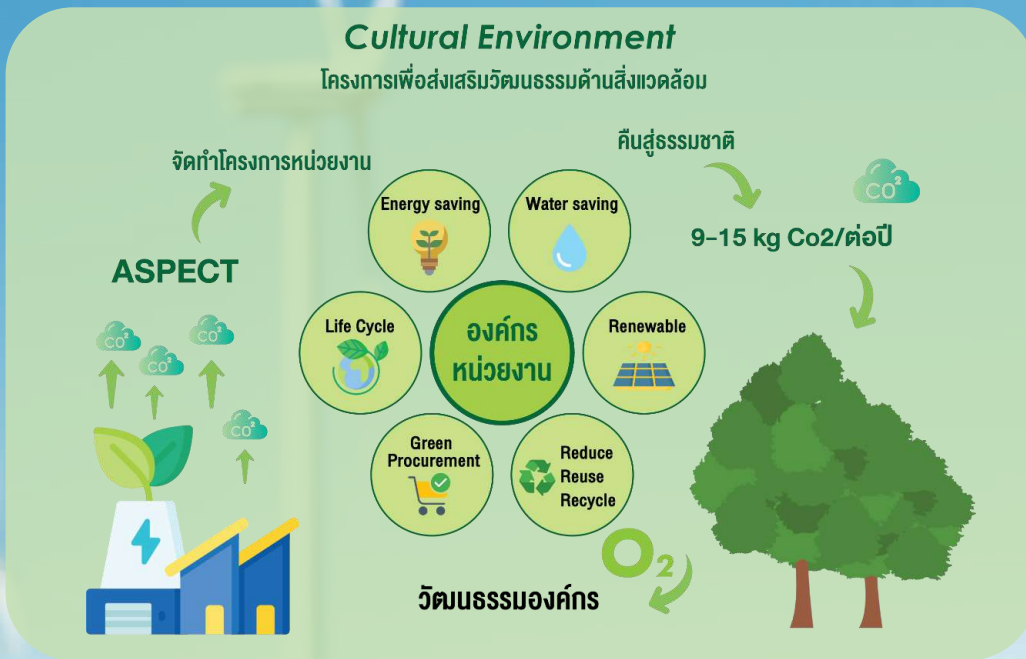 Cultural Environment
โครงการเพื่อส่งเสริมวัฒนธรรมด้านสิ่งแวดล้อม
คืนสู่ธรรมชาติ
จัดทำโครงการหน่วยงาน
CO²
Energy saving
Water saving
9-15 kg Co2/ต่อปี
ASPECT
CO²
CO²
CO²
Life Cycle
องค์กร
หน่วยงาน
Renewable
CO²
Green
Procurement
Reduce
Reuse
Recycle
O₂
วัฒนธรรมองค์กร